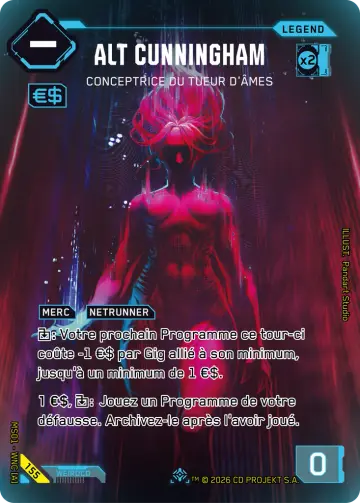 LEGEND
ALT CUNNINGHAM
x2
CONCEPTRICE DU TUEUR D'ÂMES
€$
ILLUST: Pandart Studio
MERC NETRUNNER
: Votre prochain Programme ce tour-ci
coûte -1 €$ par Gig allié à son minimum,
jusqu'à un minimum de 1 €$.
1 €$, : Jouez un Programme de votre
défausse. Archivez-le après l'avoir joué.
155
0
™ © 2026 CD PROJEKT S.A.